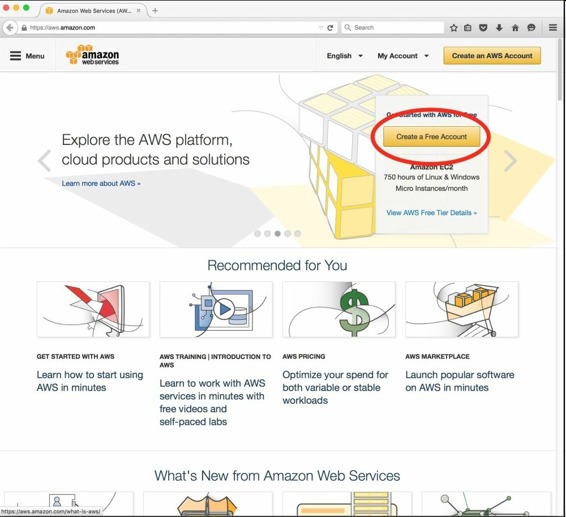 Amazon Web Services (AW...
https://aws.amazon.com
Search
Menu
amazon
web services
English
My Account
Create an AWS Account
Explore the AWS platform,
cloud products and solutions
Learn more about AWS »
Get Started with AWS for Free
Create a Free Account
Amazon EC2
750 hours of Linux & Windows
Micro Instances/month
View AWS Free Tier Details »
Recommended for You
GET STARTED WITH AWS
Learn how to start using
AWS in minutes
AWS TRAINING | INTRODUCTION TO
AWS
Learn to work with AWS
services in minutes with
free videos and
self-paced labs
AWS PRICING
Optimize your spend for
both variable or stable
workloads
AWS MARKETPLACE
Launch popular software
on AWS in minutes
What's New from Amazon Web Services
https://aws.amazon.com/what-is-aws/